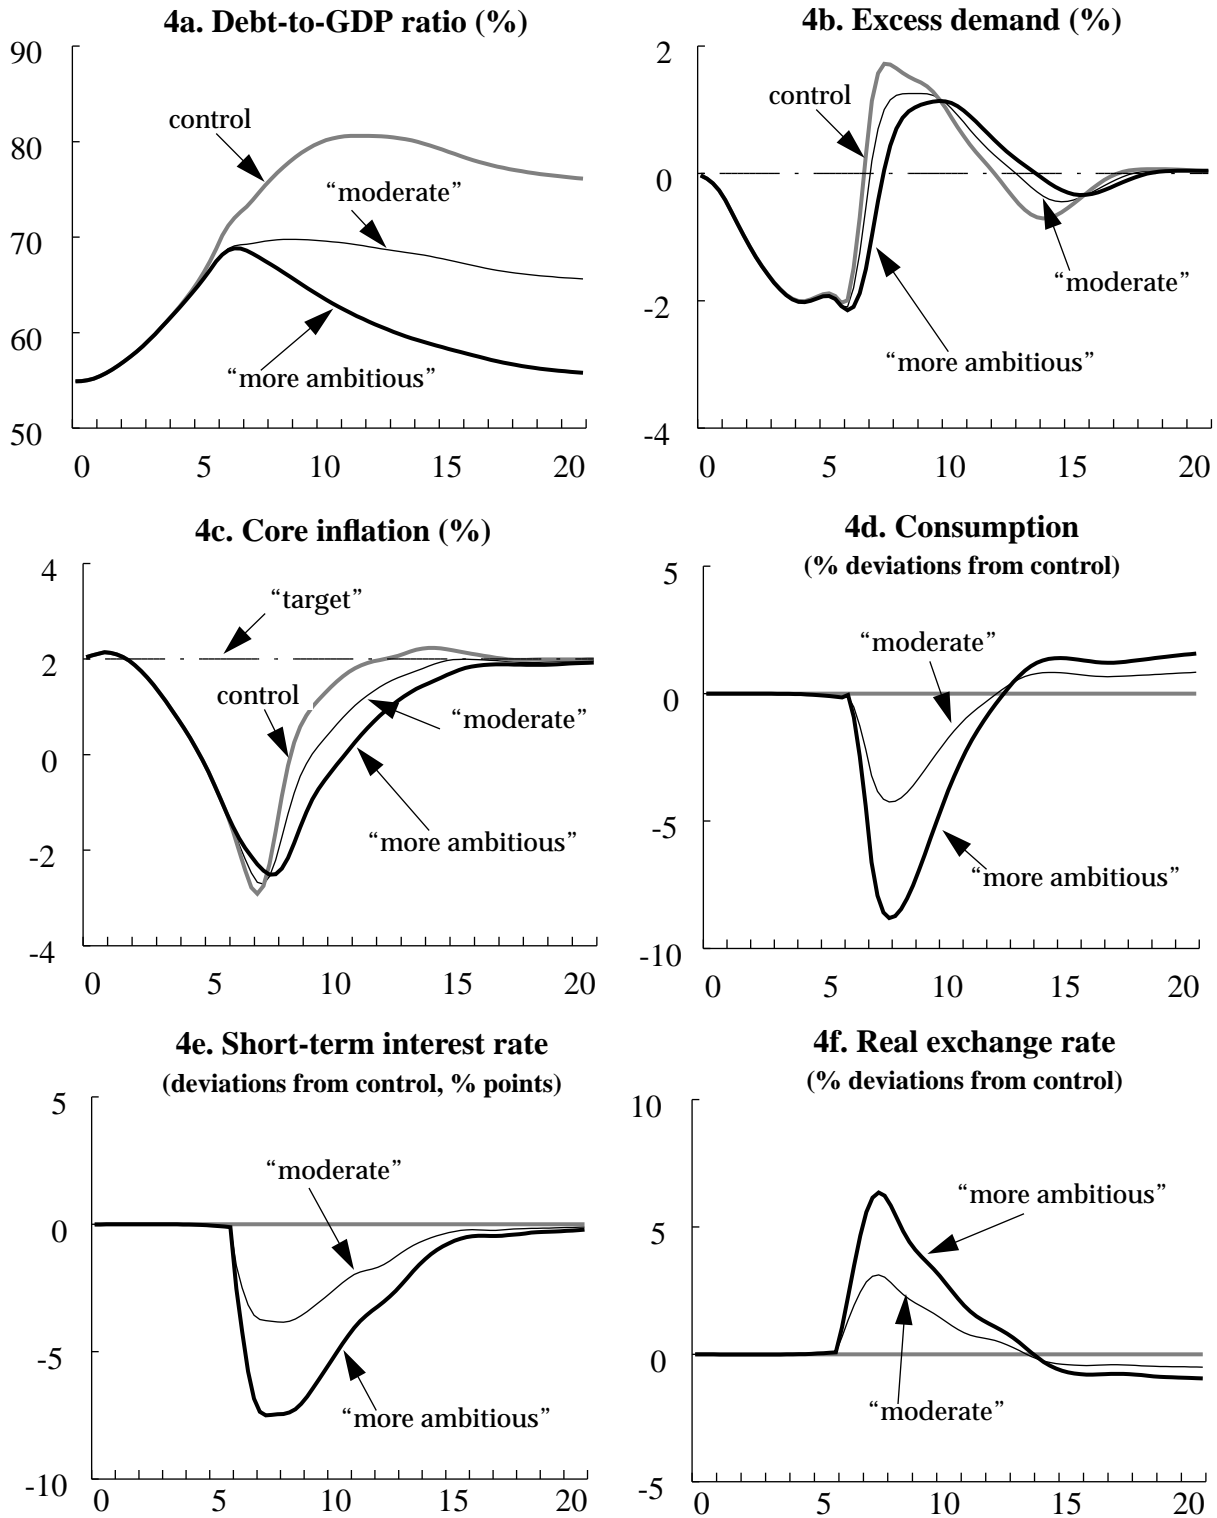 4a. Debt-to-GDP ratio (%)
90
80
70
60
50
control
“moderate”
“more ambitious”
0 5 10 15 20
4b. Excess demand (%)
2
0
-2
-4
control
“moderate”
“more ambitious”
0 5 10 15 20
4c. Core inflation (%)
4
2
0
-2
-4
“target”
control
“moderate”
“more ambitious”
0 5 10 15 20
4d. Consumption
(% deviations from control)
5
0
-5
-10
“moderate”
“more ambitious”
0 5 10 15 20
4e. Short-term interest rate
(deviations from control, % points)
5
0
-5
-10
“moderate”
“more ambitious”
0 5 10 15 20
4f. Real exchange rate
(% deviations from control)
10
5
0
-5
“more ambitious”
“moderate”
0 5 10 15 20